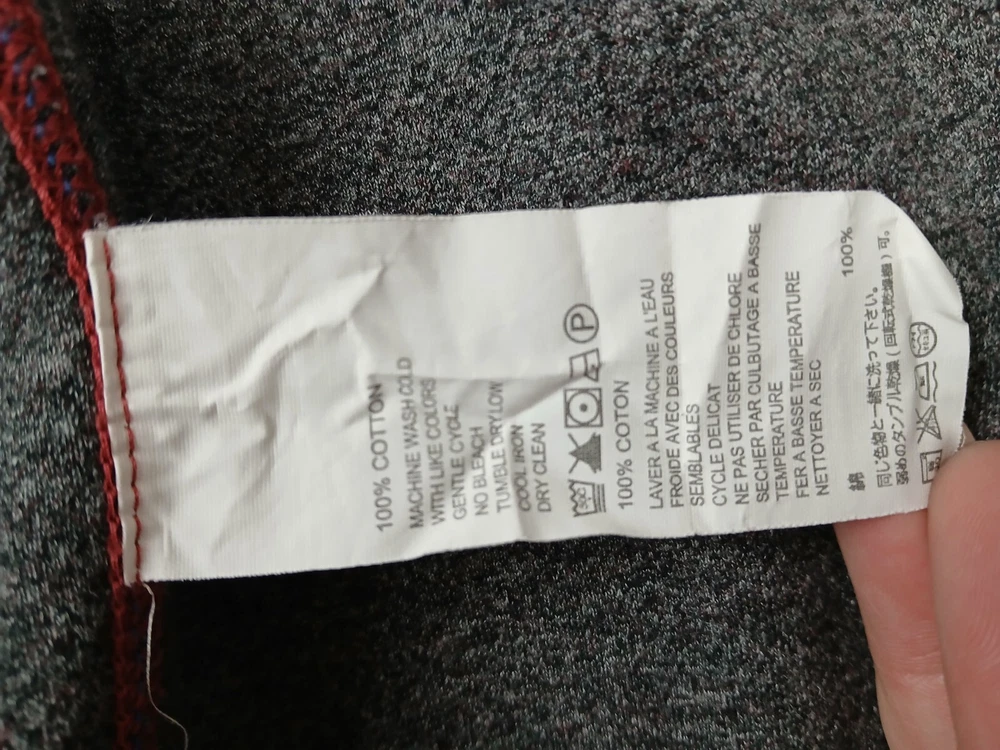 100% COTTON
MACHINE WASH COLD
WITH LIKE COLORS
GENTLE CYCLE
NO BLEACH
TUMBLE DRY LOW
COOL IRON
DRY CLEAN
P
100% COTON
LAVER A LA MACHINE A L'EAU
FROIDE AVEC DES COULEURS
SEMBLABLES
CYCLE DELICAT
NE PAS UTILISER DE CHLORE
SECHER PAR CULBUTAGE A BASSE
TEMPERATURE
FER A BASSE TEMPERATURE
NETTOYER A SEC
綿 100%
同じ色物と一緒に洗って下さい。
弱めのタンブル乾燥(回転式乾燥機)可。